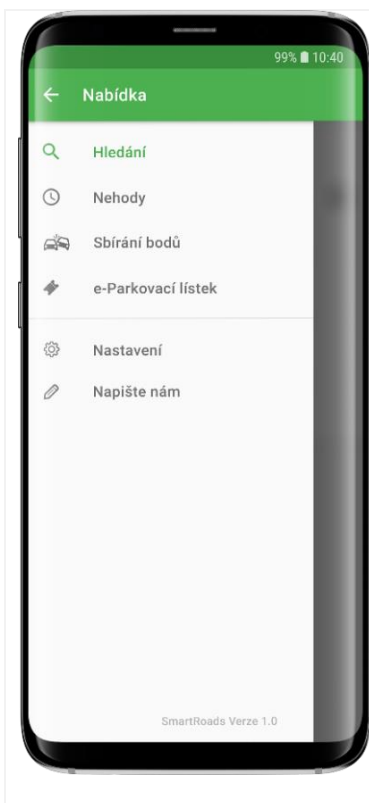 99% 10:40
Nabídka
Hledání
Nehody
Sbírání bodů
e-Parkovací lístek
Nastavení
Napište nám
SmartRoads Verze 1.0